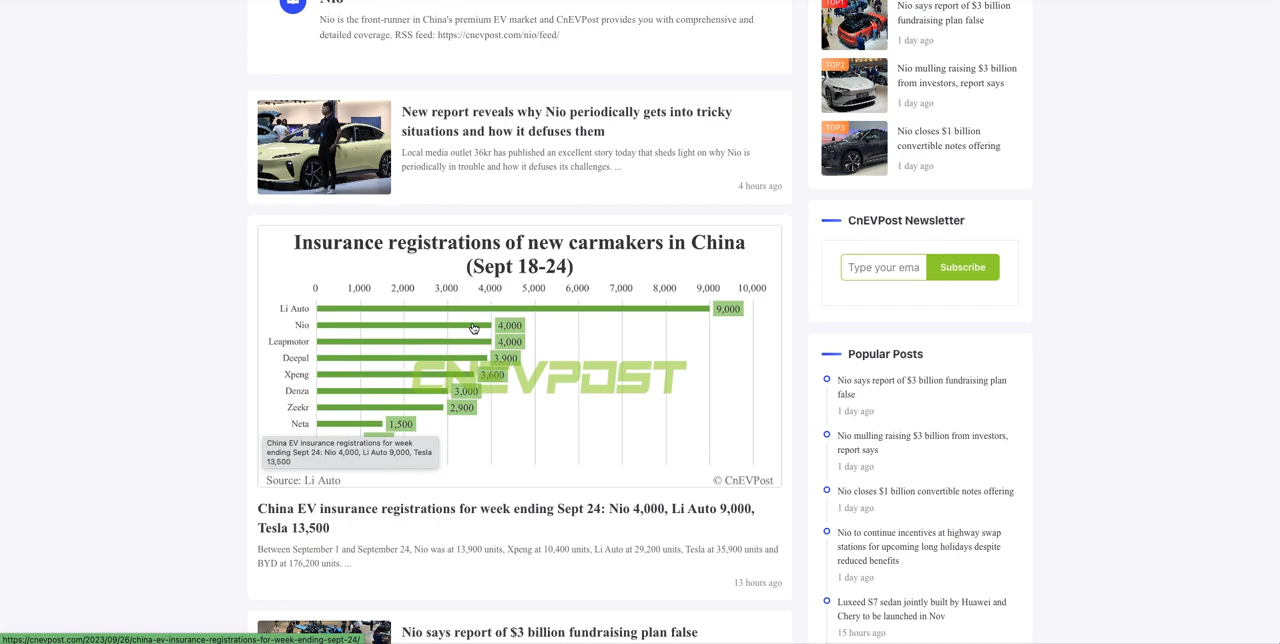 Nio
Nio is the front-runner in China's premium EV market and CnEVPost provides you with comprehensive and
detailed coverage. RSS feed: https://cnevpost.com/nio/feed/
New report reveals why Nio periodically gets into tricky
situations and how it defuses them
Local media outlet 36kr has published an excellent story today that sheds light on why Nio is
periodically in trouble and how it defuses its challenges. ...
4 hours ago
Insurance registrations of new carmakers in China
(Sept 18-24)
0 1,000 2,000 3,000 4,000 5,000 6,000 7,000 8,000 9,000 10,000
Li Auto 9,000
Nio 4,000
Leapmotor 4,000
Deepal 3,900
Xpeng 3,600
Denza 3,000
Zeekr 2,900
Neta 1,500
CNEVPOST
China EV insurance registrations for week
ending Sept 24: Nio 4,000, Li Auto 9,000, Tesla
13,500
Source: Li Auto © CnEVPost
China EV insurance registrations for week ending Sept 24: Nio 4,000, Li Auto 9,000,
Tesla 13,500
Between September 1 and September 24, Nio was at 13,900 units, Xpeng at 10,400 units, Li Auto at 29,200 units, Tesla at 35,900 units and
BYD at 176,200 units. ...
13 hours ago
Nio says report of $3 billion fundraising plan false
https://cnevpost.com/2023/09/26/china-ev-insurance-registrations-for-week-ending-sept-24/
TOP1
Nio says report of $3 billion
fundraising plan false
1 day ago
TOP2
Nio mulling raising $3 billion
from investors, report says
1 day ago
TOP3
Nio closes $1 billion
convertible notes offering
1 day ago
CnEVPost Newsletter
Type your ema
Subscribe
Popular Posts
Nio says report of $3 billion fundraising plan
false
1 day ago
Nio mulling raising $3 billion from investors,
report says
1 day ago
Nio closes $1 billion convertible notes offering
1 day ago
Nio to continue incentives at highway swap
stations for upcoming long holidays despite
reduced benefits
1 day ago
Luxeed S7 sedan jointly built by Huawei and
Chery to be launched in Nov
15 hours ago